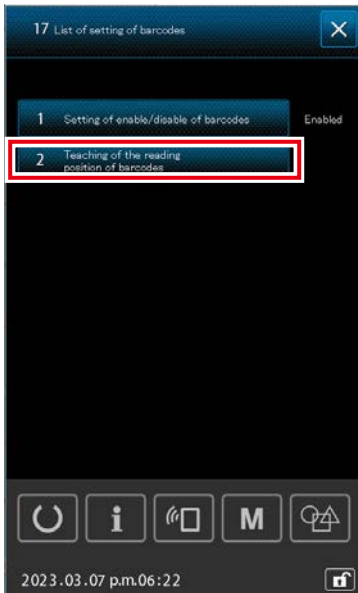 17 List of setting of barcodes
1 Setting of enable/disable of barcodes Enabled
2 Teaching of the reading
position of barcodes
i M
2023.03.07 p.m.06:22